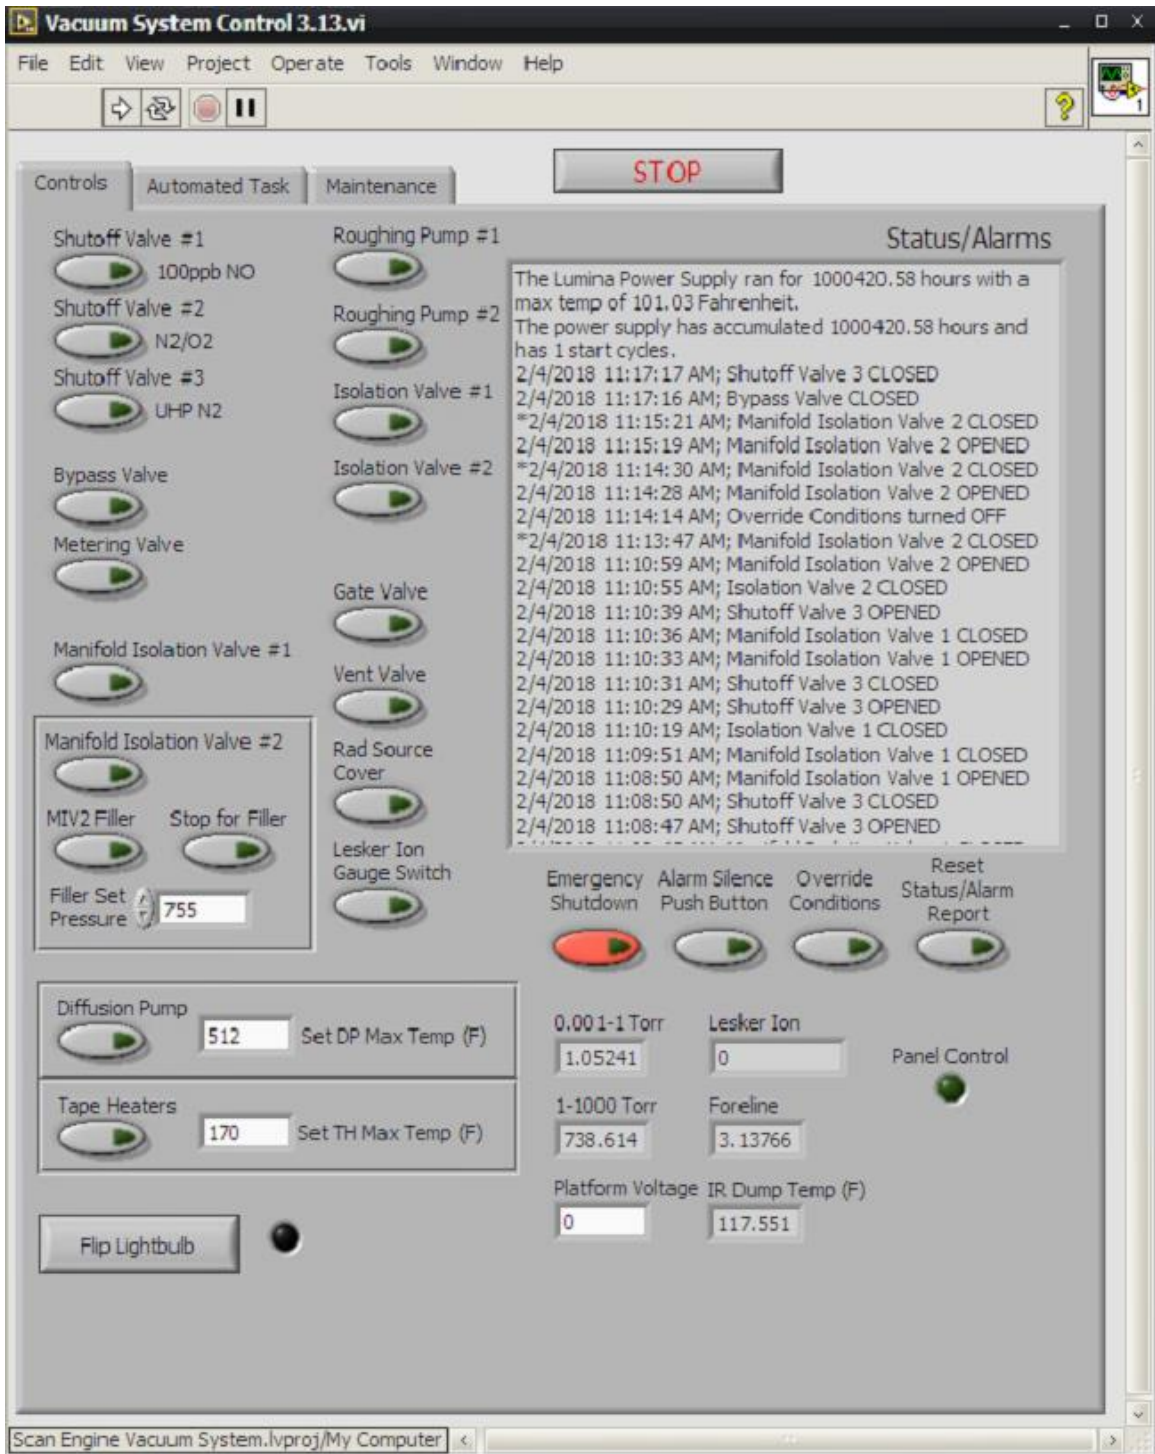 Vacuum System Control 3.13.vi
File Edit View Project Operate Tools Window Help
1
STOP
Controls
Automated Task
Maintenance
Shutoff Valve #1
100ppb NO
Shutoff Valve #2
N2/O2
Shutoff Valve #3
UHP N2
Bypass Valve
Metering Valve
Manifold Isolation Valve #1
Manifold Isolation Valve #2
MIV2 Filler
Stop for Filler
Filler Set
Pressure
755
Roughing Pump #1
Roughing Pump #2
Isolation Valve #1
Isolation Valve #2
Gate Valve
Vent Valve
Rad Source
Cover
Lesker Ion
Gauge Switch
Status/Alarms
The Lumina Power Supply ran for 1000420.58 hours with a
max temp of 101.03 Fahrenheit.
The power supply has accumulated 1000420.58 hours and
has 1 start cycles.
2/4/2018 11:17:17 AM; Shutoff Valve 3 CLOSED
2/4/2018 11:17:16 AM; Bypass Valve CLOSED
*2/4/2018 11:15:21 AM; Manifold Isolation Valve 2 CLOSED
2/4/2018 11:15:19 AM; Manifold Isolation Valve 2 OPENED
*2/4/2018 11:14:30 AM; Manifold Isolation Valve 2 CLOSED
2/4/2018 11:14:28 AM; Manifold Isolation Valve 2 OPENED
2/4/2018 11:14:14 AM; Override Conditions turned OFF
*2/4/2018 11:13:47 AM; Manifold Isolation Valve 2 CLOSED
2/4/2018 11:10:59 AM; Manifold Isolation Valve 2 OPENED
2/4/2018 11:10:55 AM; Isolation Valve 2 CLOSED
2/4/2018 11:10:39 AM; Shutoff Valve 3 OPENED
2/4/2018 11:10:36 AM; Manifold Isolation Valve 1 CLOSED
2/4/2018 11:10:33 AM; Manifold Isolation Valve 1 OPENED
2/4/2018 11:10:31 AM; Shutoff Valve 3 CLOSED
2/4/2018 11:10:29 AM; Shutoff Valve 3 OPENED
2/4/2018 11:10:19 AM; Isolation Valve 1 CLOSED
2/4/2018 11:09:51 AM; Manifold Isolation Valve 1 CLOSED
2/4/2018 11:08:50 AM; Manifold Isolation Valve 1 OPENED
2/4/2018 11:08:50 AM; Shutoff Valve 3 CLOSED
2/4/2018 11:08:47 AM; Shutoff Valve 3 OPENED
Emergency
Shutdown
Alarm Silence
Push Button
Override
Conditions
Reset
Status/Alarm
Report
Diffusion Pump
512
Set DP Max Temp (F)
Tape Heaters
170
Set TH Max Temp (F)
Flip Lightbulb
0.001-1 Torr
1.05241
Lesker Ion
0
Panel Control
1-1000 Torr
738.614
Foreline
3.13766
Platform Voltage
0
IR Dump Temp (F)
117.551
Scan Engine Vacuum System.lvproj/My Computer